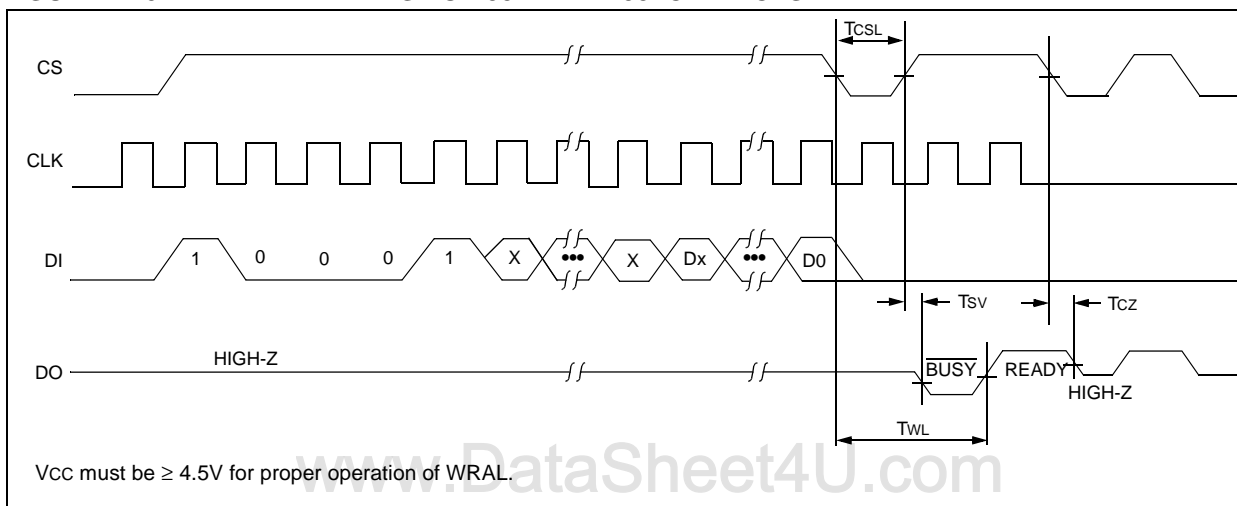 TCSL
CS
CLK
DI 1 0 0 0 1 X ••• X Dx ••• D0
TSV TCZ
HIGH-Z
DO BUSY READY
HIGH-Z
TWL
www.DataSheet4U.com
VCC must be ≥ 4.5V for proper operation of WRAL.